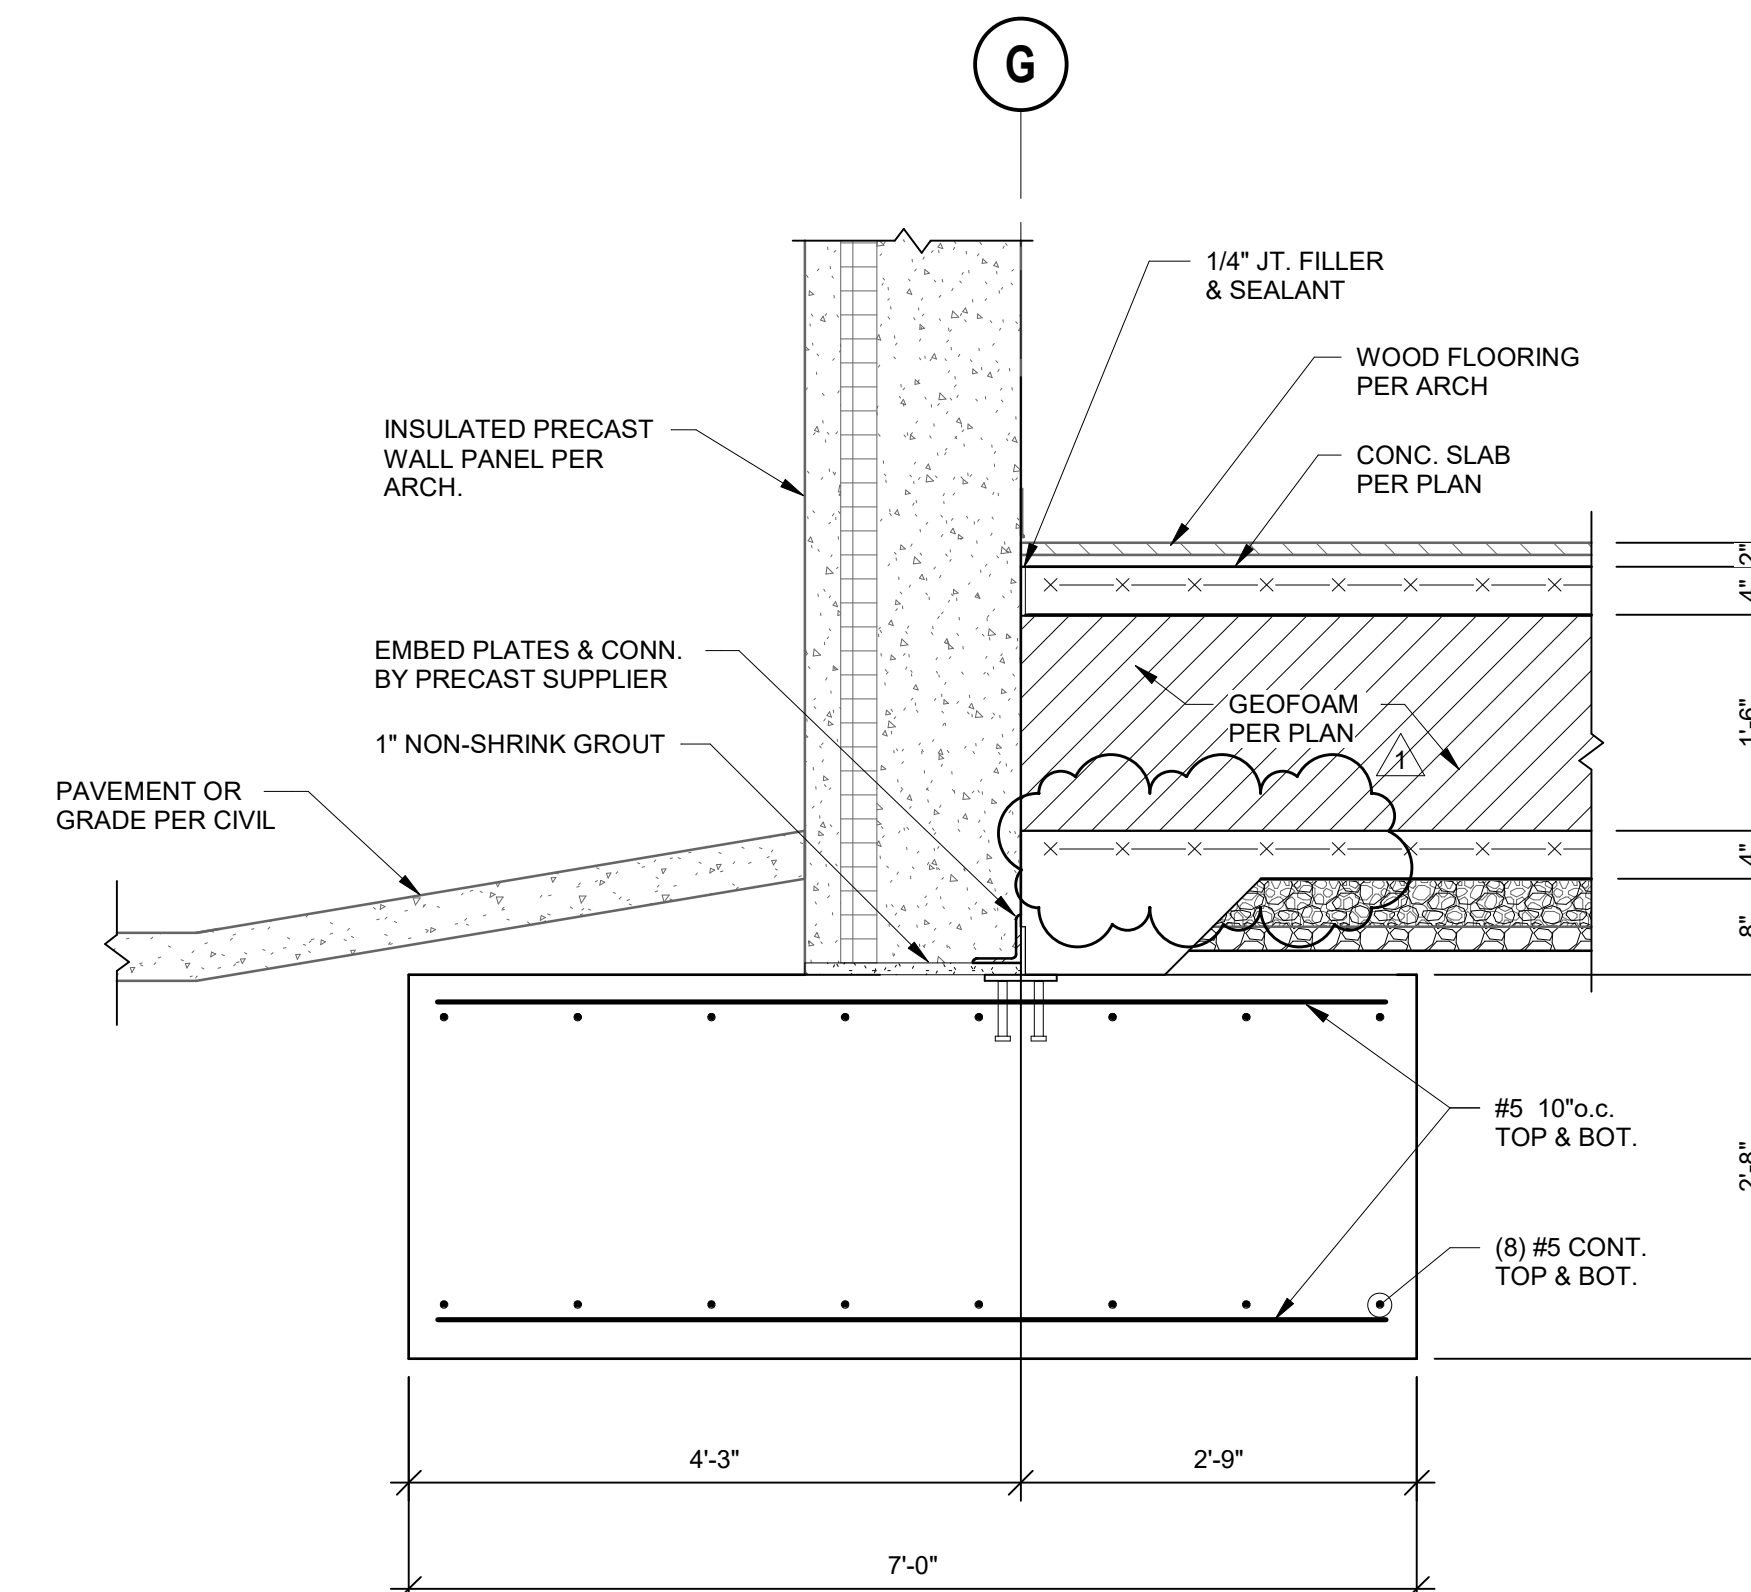 G
1/4" JT. FILLER
& SEALANT
WOOD FLOORING
PER ARCH
INSULATED PRECAST
WALL PANEL PER
ARCH.
CONC. SLAB
PER PLAN
2"
4"
EMBED PLATES & CONN.
BY PRECAST SUPPLIER
GEOFOAM
PER PLAN
1'-6"
1" NON-SHRINK GROUT
1
PAVEMENT OR
GRADE PER CIVIL
4"
8"
#5 10"o.c.
TOP & BOT.
2'-8"
(8) #5 CONT.
TOP & BOT.
4'-3"
2'-9"
7'-0"